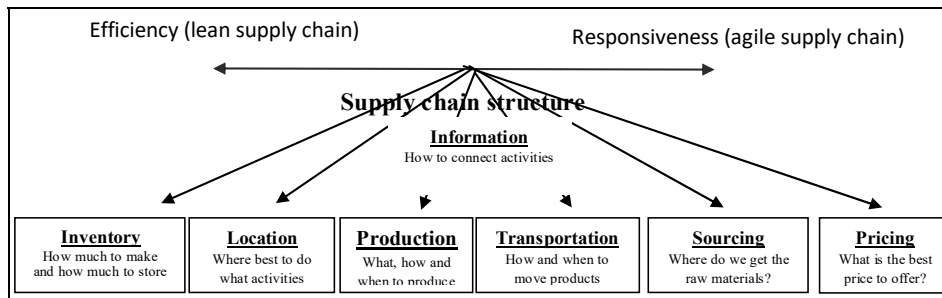 Efficiency (lean supply chain)
Responsiveness (agile supply chain)
Supply chain structure
Information
How to connect activities
Inventory
How much to make
and how much to store
Location
Where best to do
what activities
Production
What, how and
when to produce
Transportation
How and when to
move products
Sourcing
Where do we get the
raw materials?
Pricing
What is the best
price to offer?